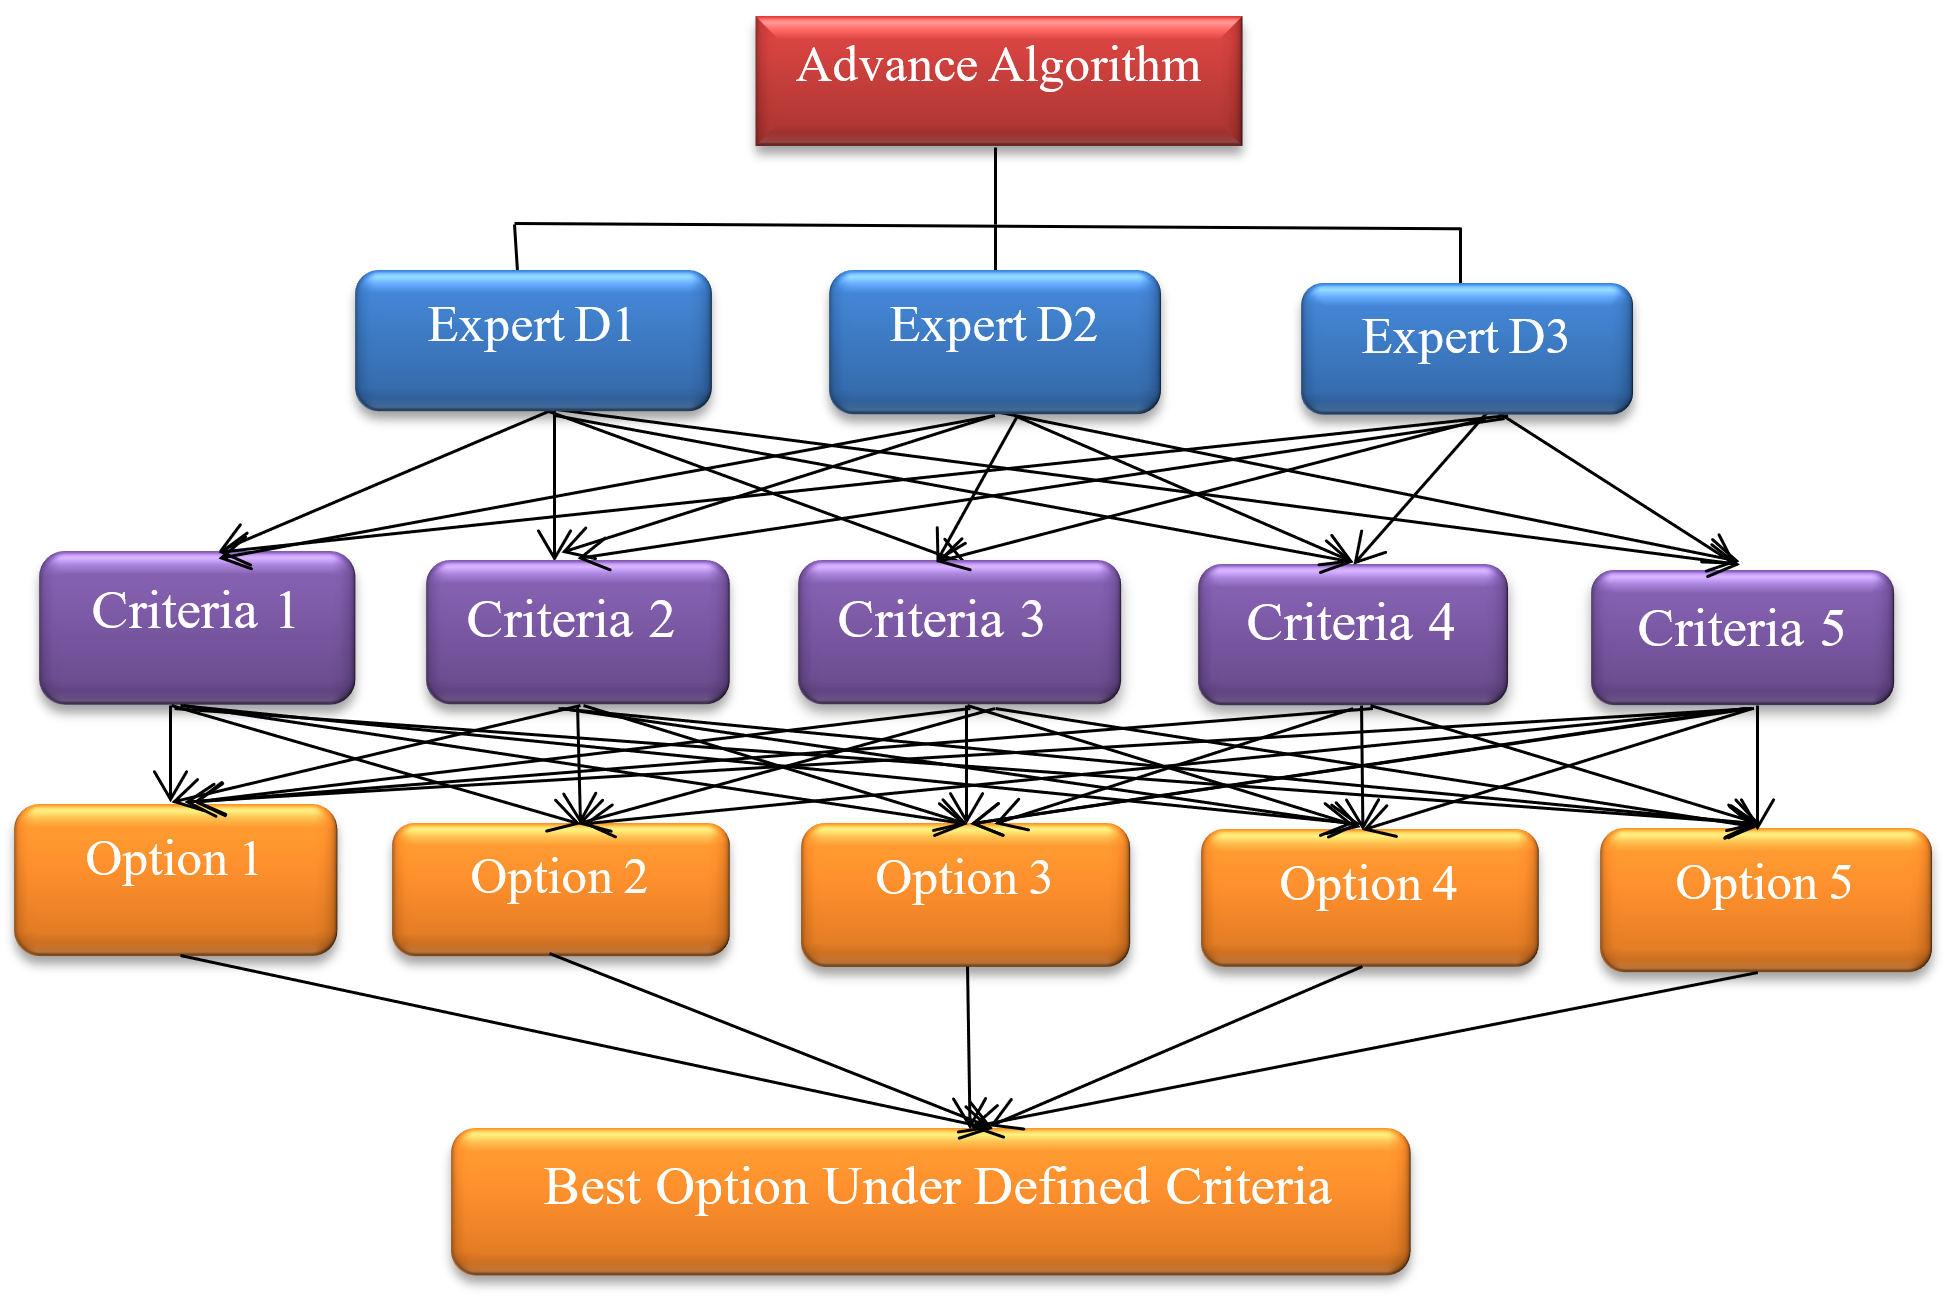 Advance Algorithm
Expert D1
Expert D2
Expert D3
Criteria 1
Criteria 2
Criteria 3
Criteria 4
Criteria 5
Option 1
Option 2
Option 3
Option 4
Option 5
Best Option Under Defined Criteria